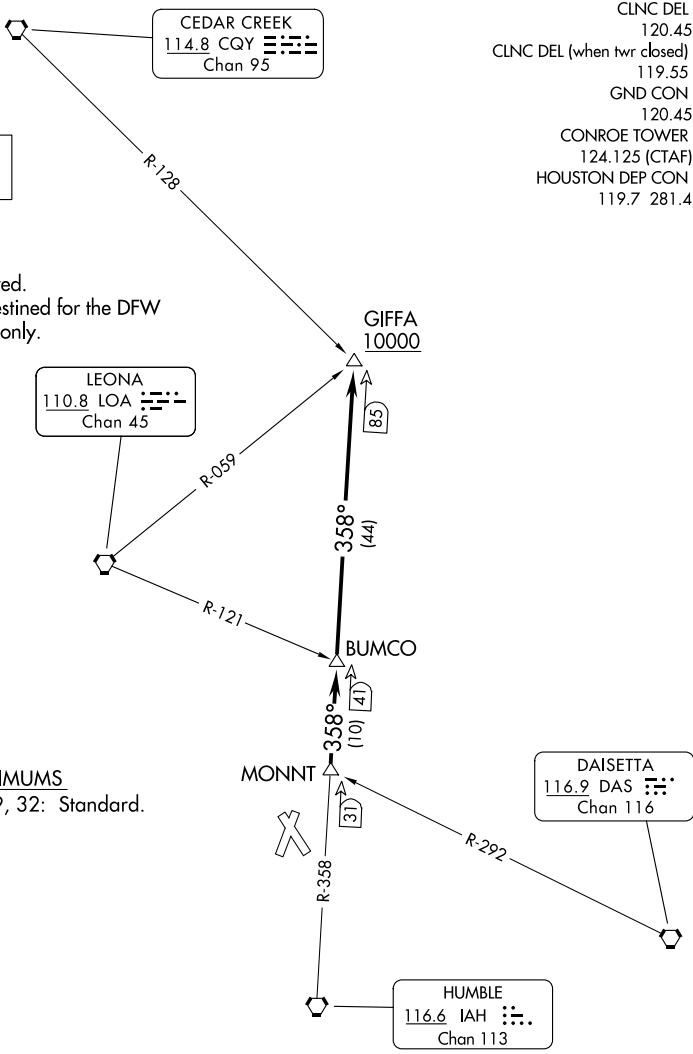 CEDAR CREEK
114.8 CQY
Chan 95
CLNC DEL
120.45
CLNC DEL (when twr closed)
119.55
GND CON
120.45
CONROE TOWER
124.125 (CTAF)
HOUSTON DEP CON
119.7 281.4
R-128
ed.
estined for the DFW
only.
GIFFA
10000
LEONA
110.8 LOA
Chan 45
85
R-059
358°
(44)
R-121
BUMCO
41
358°
(10)
IMUMS
9, 32: Standard.
MONNT
31
DAISETTA
116.9 DAS
Chan 116
R-292
R-358
HUMBLE
116.6 IAH
Chan 113